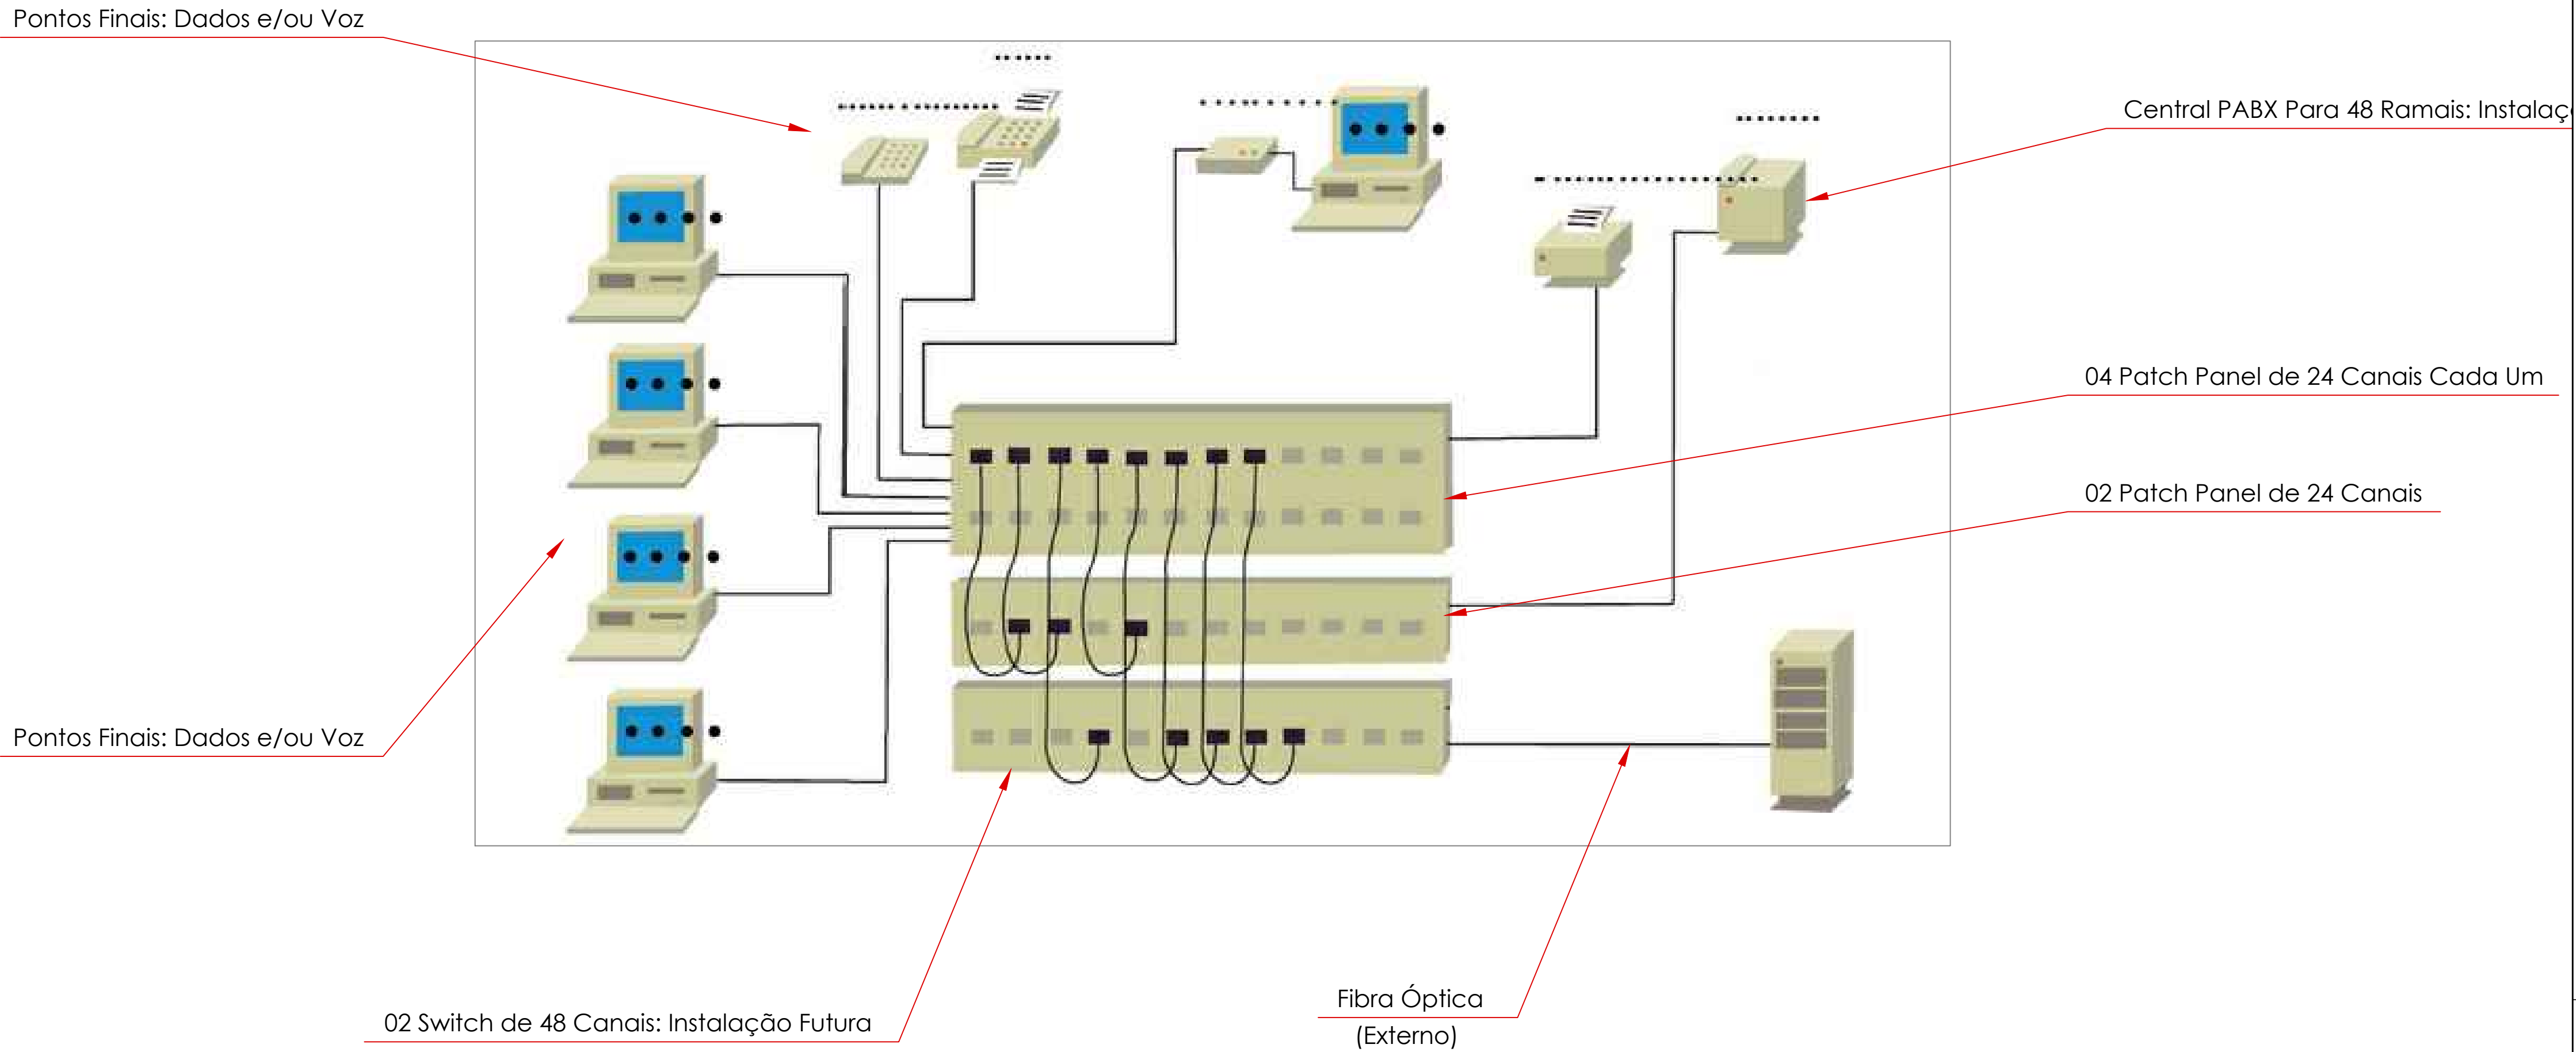 Pontos Finais: Dados e/ou Voz
Central PABX Para 48 Ramais:
04 Patch Panel de 24 Canais Cada Um
02 Patch Panel de 24 Canais
Pontos Finais: Dados e/ou Voz
02 Switch de 48 Canais: Instalação Futura
Fibra Óptica
(Externo)